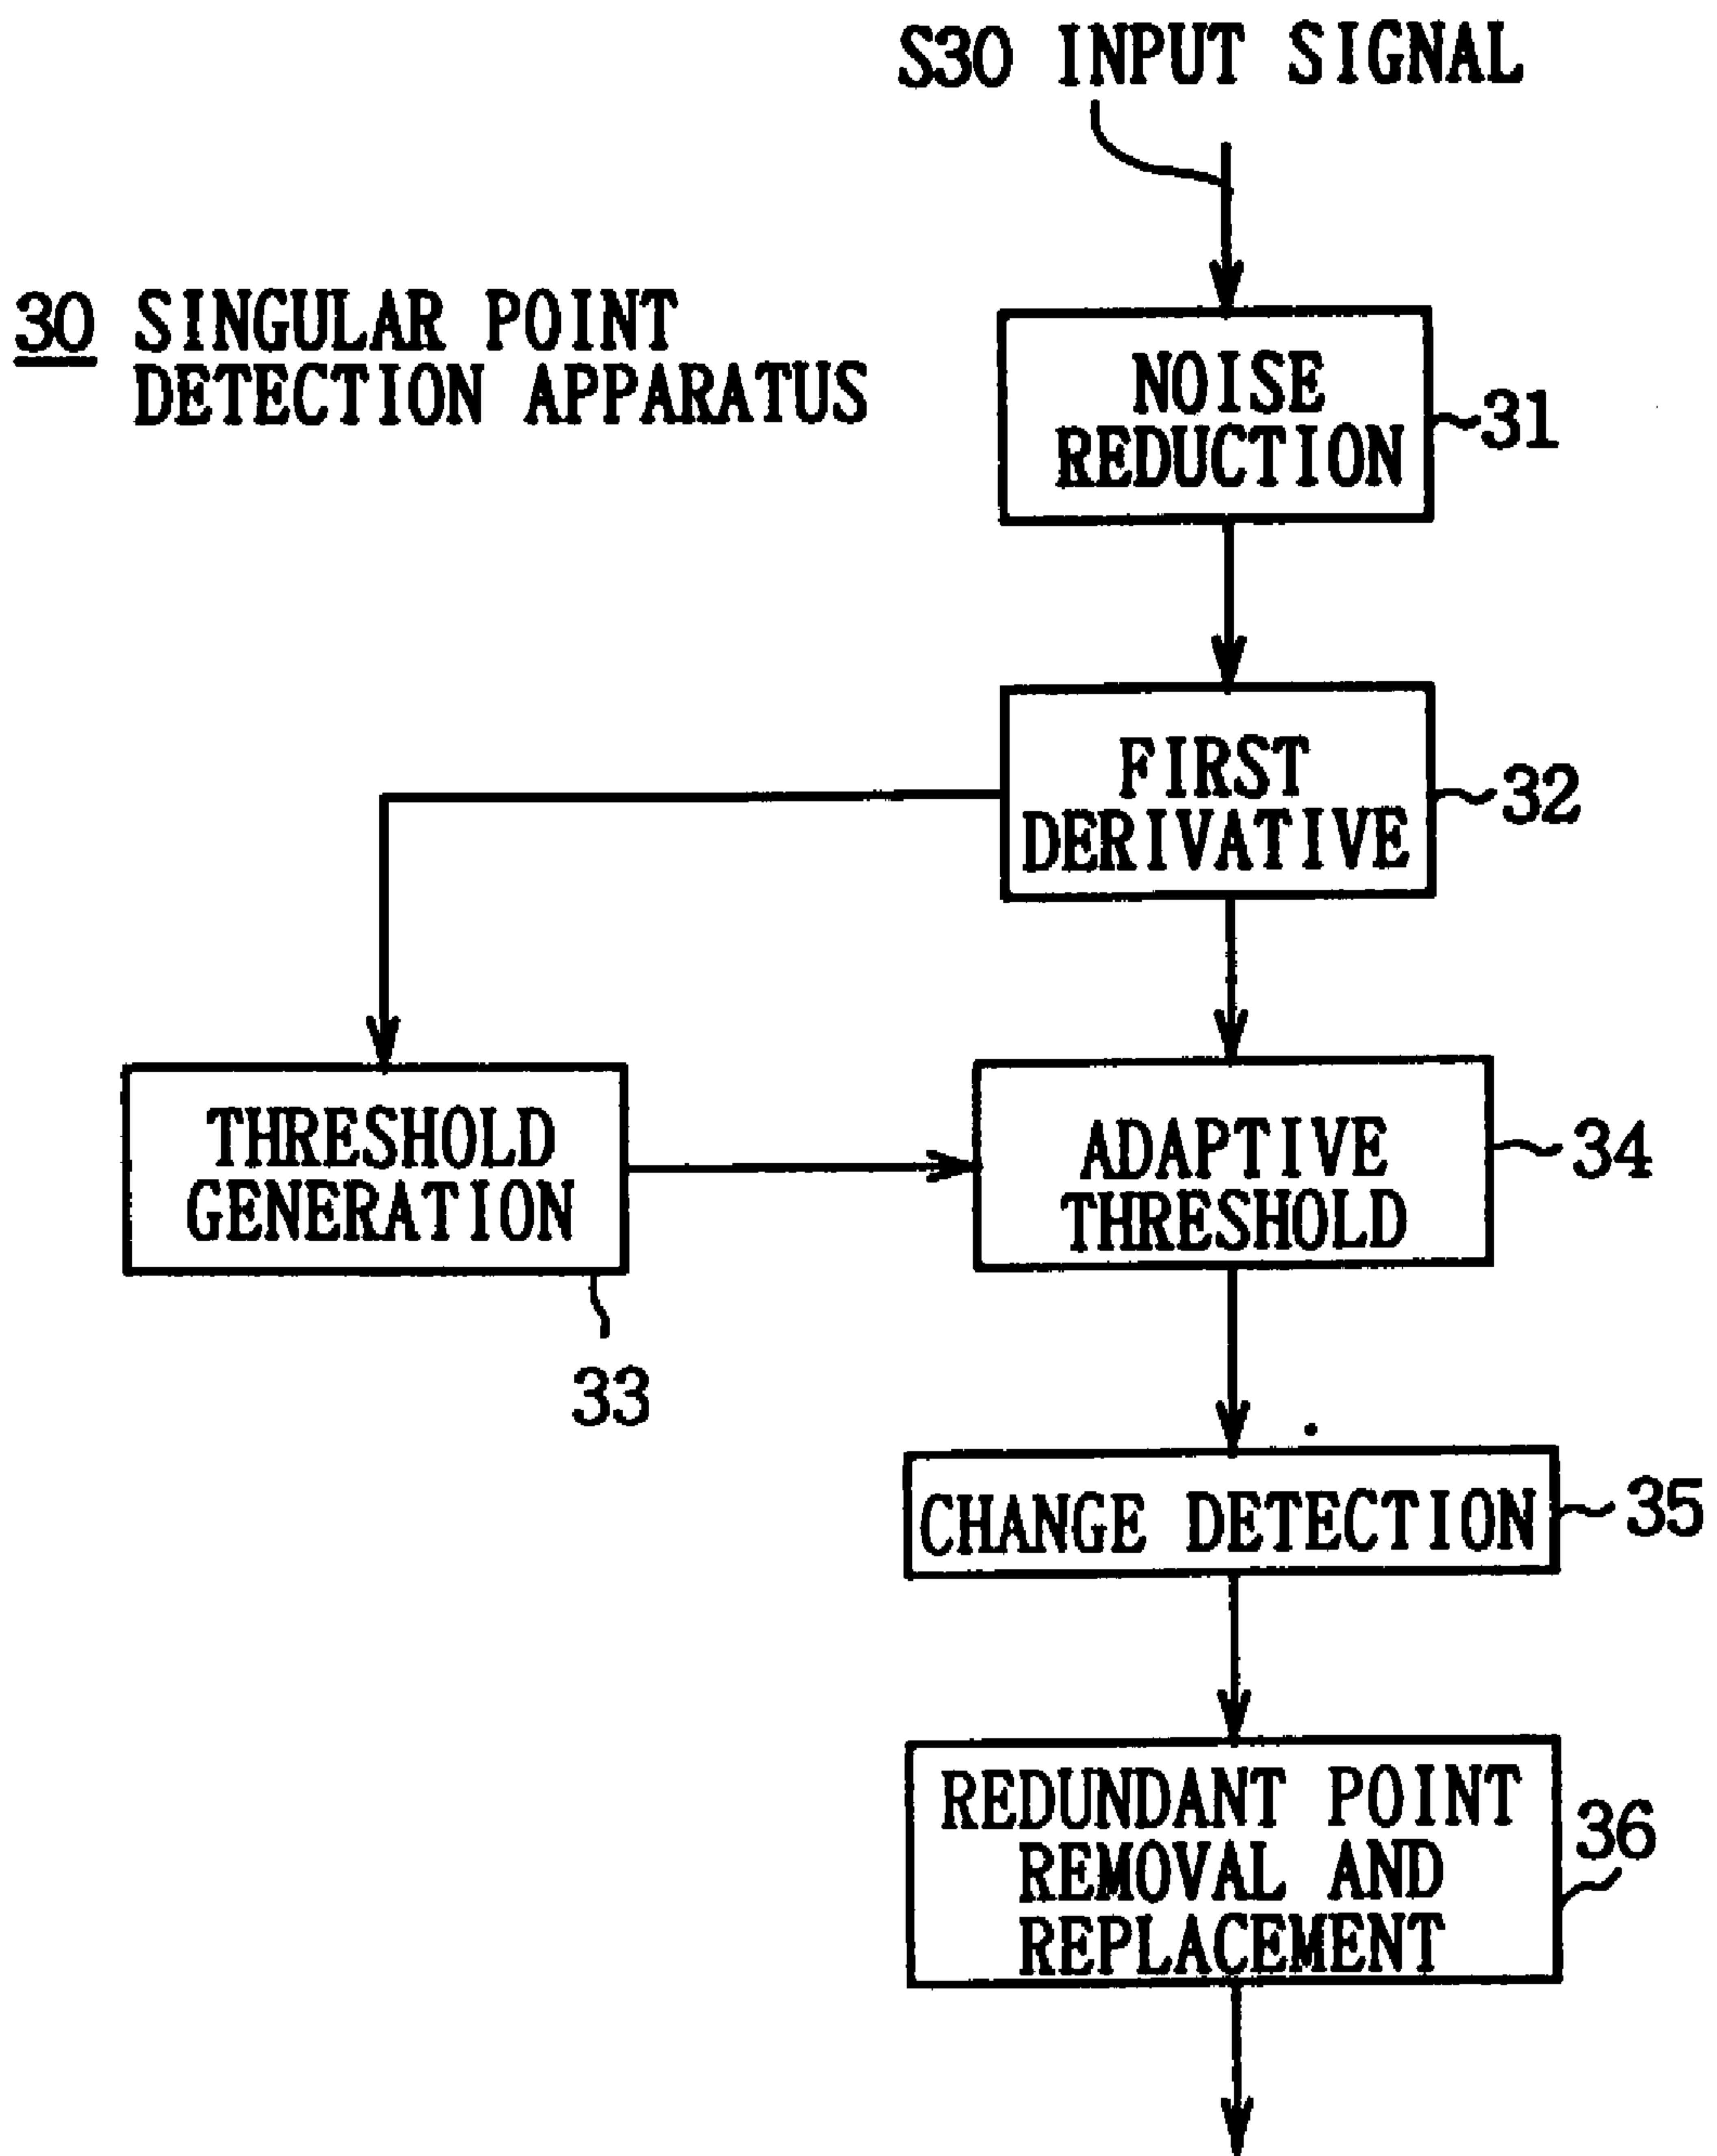 S30 INPUT SIGNAL
30 SINGULAR POINT
DETECTION APPARATUS
NOISE
REDUCTION
31
FIRST
DERIVATIVE
32
THRESHOLD
GENERATION
33
ADAPTIVE
THRESHOLD
34
CHANGE DETECTION
35
REDUNDANT POINT
REMOVAL AND
REPLACEMENT
36